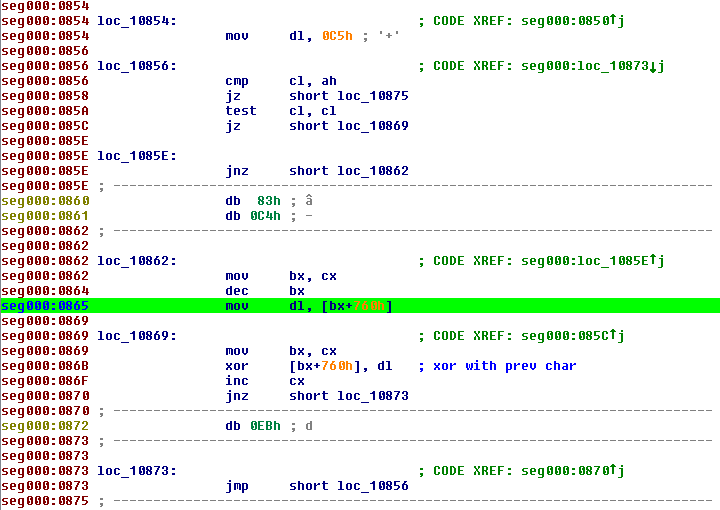 seg000:0854
seg000:0854 loc_10854: ; CODE XREF: seg000:0850↑j
seg000:0854 mov dl, 0C5h ; '+'
seg000:0856
seg000:0856 loc_10856: ; CODE XREF: seg000:loc_10873↓j
seg000:0856 cmp cl, ah
seg000:0858 jz short loc_10875
seg000:085A test cl, cl
seg000:085C jz short loc_10869
seg000:085E
seg000:085E loc_1085E:
seg000:085E jnz short loc_10862
seg000:085E ; ---------------------------------------------------------------------------
seg000:0860 db 83h ; â
seg000:0861 db 0C4h ; -
seg000:0862 ; ---------------------------------------------------------------------------
seg000:0862
seg000:0862 loc_10862: ; CODE XREF: seg000:loc_1085E↑j
seg000:0862 mov bx, cx
seg000:0864 dec bx
seg000:0865 mov dl, [bx+760h]
seg000:0869
seg000:0869 loc_10869: ; CODE XREF: seg000:085C↑j
seg000:0869 mov bx, cx
seg000:086B xor [bx+760h], dl ; xor with prev char
seg000:086F inc cx
seg000:0870 jnz short loc_10873
seg000:0870 ; ---------------------------------------------------------------------------
seg000:0872 db 0EBh ; d
seg000:0873 ; ---------------------------------------------------------------------------
seg000:0873
seg000:0873 loc_10873: ; CODE XREF: seg000:0870↑j
seg000:0873 jmp short loc_10856
seg000:0875 ; ---------------------------------------------------------------------------